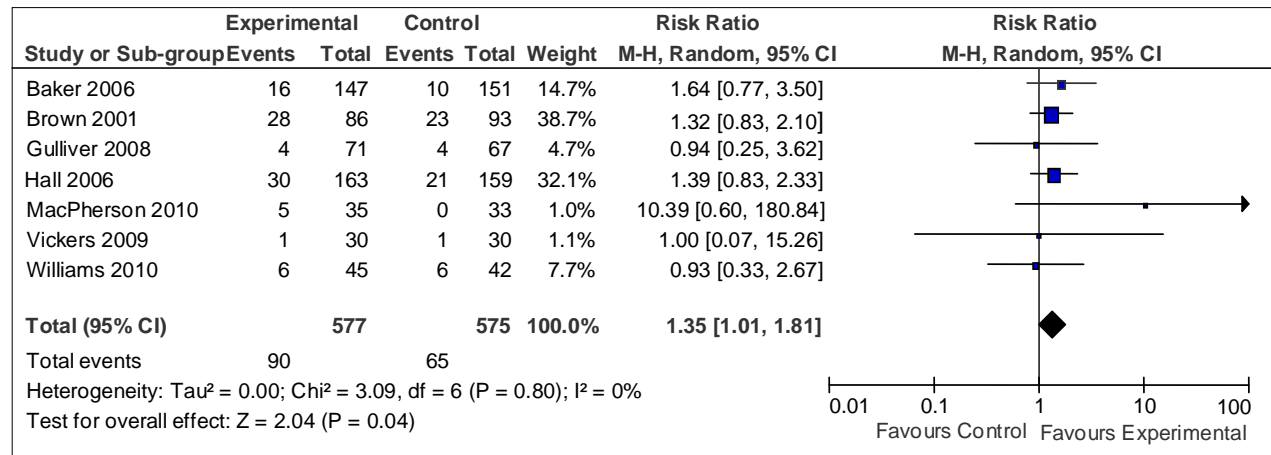 Experimental Control Risk Ratio Risk Ratio
Study or Sub-group Events Total Events Total Weight M-H, Random, 95% CI M-H, Random, 95% CI
Baker 2006 16 147 10 151 14.7% 1.64 [0.77, 3.50]
Brown 2001 28 86 23 93 38.7% 1.32 [0.83, 2.10]
Gulliver 2008 4 71 4 67 4.7% 0.94 [0.25, 3.62]
Hall 2006 30 163 21 159 32.1% 1.39 [0.83, 2.33]
MacPherson 2010 5 35 0 33 1.0% 10.39 [0.60, 180.84]
Vickers 2009 1 30 1 30 1.1% 1.00 [0.07, 15.26]
Williams 2010 6 45 6 42 7.7% 0.93 [0.33, 2.67]
Total (95% CI) 577 575 100.0% 1.35 [1.01, 1.81]
Total events 90 65
Heterogeneity: Tau² = 0.00; Chi² = 3.09, df = 6 (P = 0.80); I² = 0%
Test for overall effect: Z = 2.04 (P = 0.04)
0.01 0.1 1 10 100
Favours Control Favours Experimental